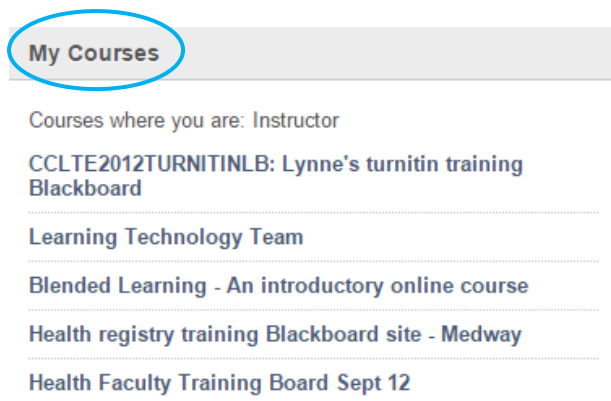 My Courses
Courses where you are: Instructor
CCLTE2012TURNITINLB: Lynne's turnitin training
Blackboard
Learning Technology Team
Blended Learning - An introductory online course
Health registry training Blackboard site - Medway
Health Faculty Training Board Sept 12